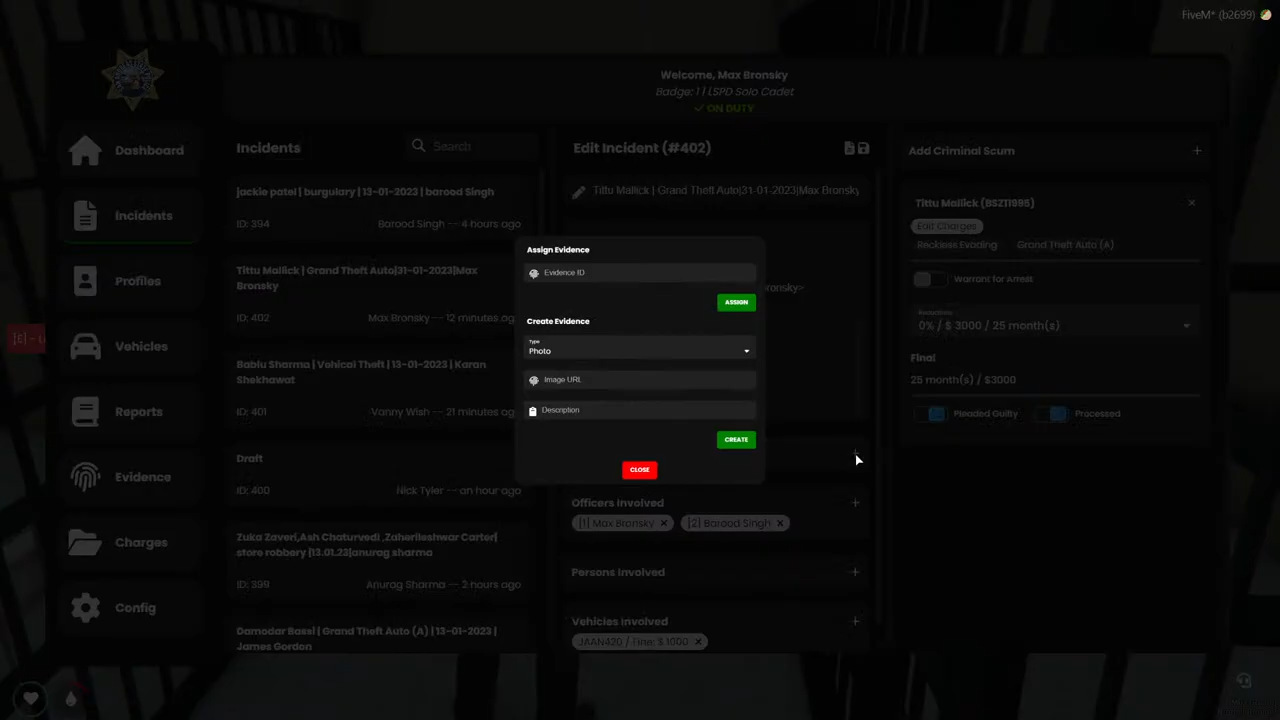 FiveM* (b2699)
Welcome, Max Bronsky
Badge: 1 | LSPD Solo Cadet
ON DUTY
Dashboard
Incidents
Profiles
Vehicles
Reports
Evidence
Charges
Config
Incidents
Search
jackie patel | burgulary | 13-01-2023 | barood Singh
ID: 394
Barood Singh -- 4 hours ago
Tittu Mallick | Grand Theft Auto|31-01-2023|Max
Bronsky
ID: 402
Max Bronsky -- 12 minutes ago
Bablu Sharma | Vohical Theft | 13-01-2023 | Karan
Shekhawat
ID: 401
Vanny Wish -- 21 minutes ago
Draft
ID: 400
Nick Tyler -- an hour ago
Zuka Zaveri,Ash Chaturvedi ,Zaherileshwar Carter|
store robbery |13.01.23|anurag sharma
ID: 399
Anurag Sharma -- 2 hours ago
Damodar Bassi | Grand Theft Auto (A) | 13-01-2023 |
James Gordon
Edit Incident (#402)
Tittu Mallick | Grand Theft Auto|31-01-2023|Max Bronsky
ronsky>
Assign Evidence
Evidence ID
ASSIGN
Create Evidence
Type
Photo
Image URL
Description
CREATE
CLOSE
Officers Involved
[1] Max Bronsky
[2] Barood Singh
Persons Involved
Vehicles Involved
JAAN420 / Fine: $ 1000
Add Criminal Scum
Tittu Mallick (BSZ11995)
Edit Charges
Reckless Evading
Grand Theft Auto (A)
Warrant for Arrest
Reductions
0% / $ 3000 / 25 month(s)
Final
25 month(s) / $3000
Pleaded Guilty
Processed